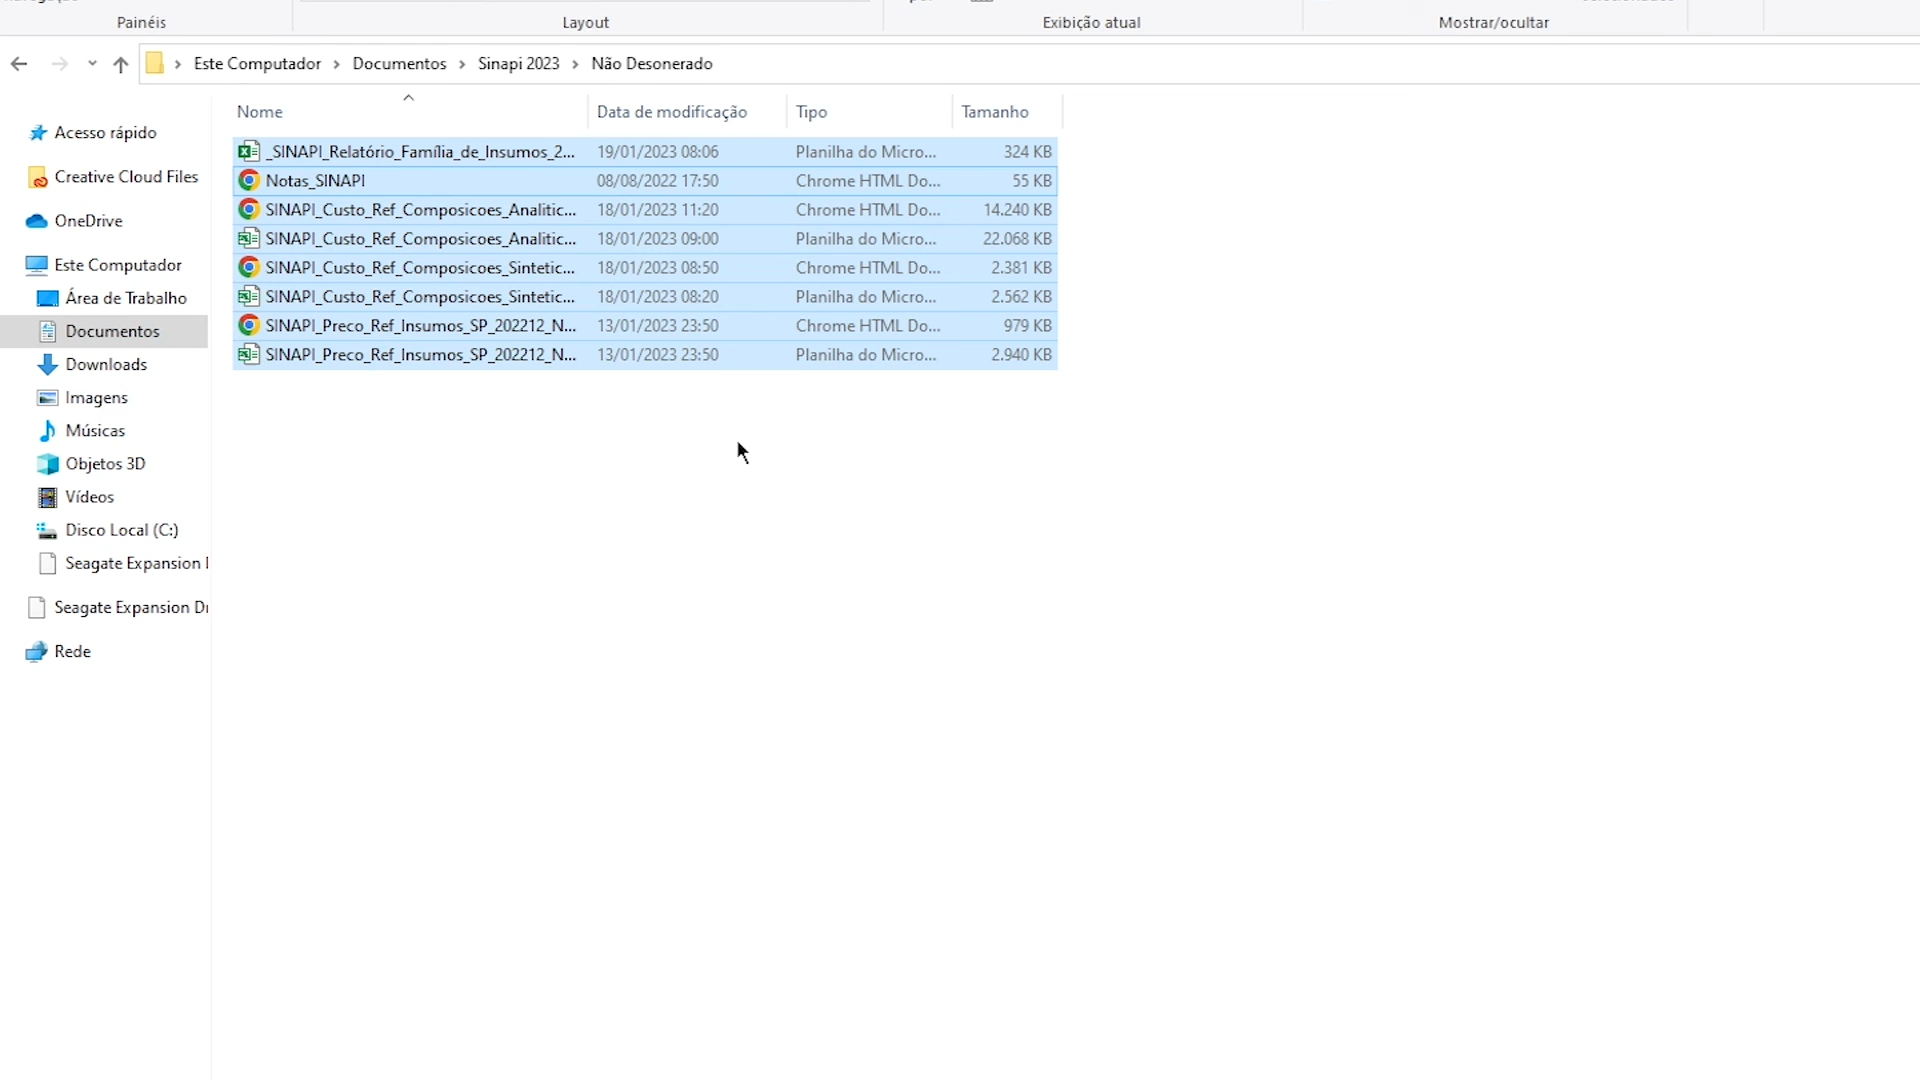 Painéis
Layout
Exibição atual
Mostrar/ocultar
Este Computador
Documentos
Sinapi 2023
Não Desonerado
Nome
Data de modificação
Tipo
Tamanho
_SINAPI_Relatório_Família_de_Insumos_2... 19/01/2023 08:06 Planilha do Micro... 324 KB
Notas_SINAPI 08/08/2022 17:50 Chrome HTML Do... 55 KB
SINAPI_Custo_Ref_Composicoes_Analitic... 18/01/2023 11:20 Chrome HTML Do... 14.240 KB
SINAPI_Custo_Ref_Composicoes_Analitic... 18/01/2023 09:00 Planilha do Micro... 22.068 KB
SINAPI_Custo_Ref_Composicoes_Sintetic... 18/01/2023 08:50 Chrome HTML Do... 2.381 KB
SINAPI_Custo_Ref_Composicoes_Sintetic... 18/01/2023 08:20 Planilha do Micro... 2.562 KB
SINAPI_Preco_Ref_Insumos_SP_202212_N... 13/01/2023 23:50 Chrome HTML Do... 979 KB
SINAPI_Preco_Ref_Insumos_SP_202212_N... 13/01/2023 23:50 Planilha do Micro... 2.940 KB
Acesso rápido
Creative Cloud Files
OneDrive
Este Computador
Área de Trabalho
Documentos
Downloads
Imagens
Músicas
Objetos 3D
Vídeos
Disco Local (C:)
Seagate Expansion
Seagate Expansion
Rede